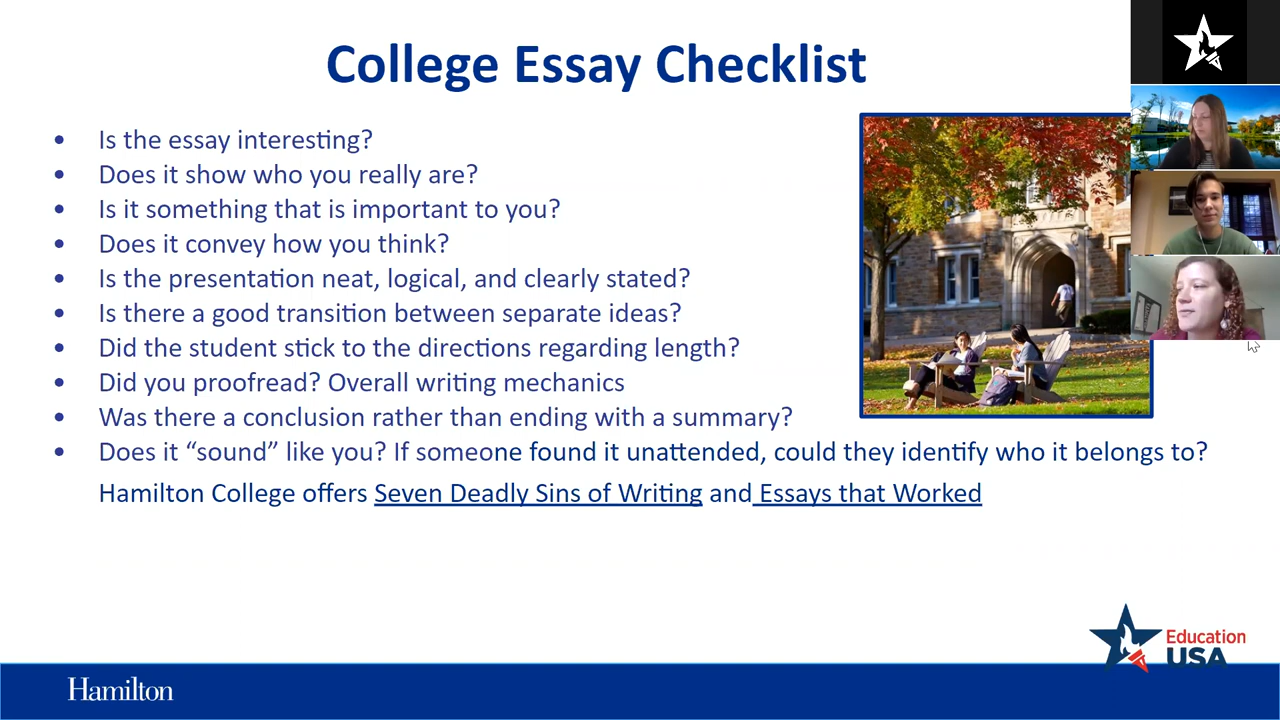 College Essay Checklist
• Is the essay interesting?
• Does it show who you really are?
• Is it something that is important to you?
• Does it convey how you think?
• Is the presentation neat, logical, and clearly stated?
• Is there a good transition between separate ideas?
• Did the student stick to the directions regarding length?
• Did you proofread? Overall writing mechanics
• Was there a conclusion rather than ending with a summary?
• Does it “sound” like you? If someone found it unattended, could they identify who it belongs to?
Hamilton College offers Seven Deadly Sins of Writing and Essays that Worked
Education
USA
Hamilton